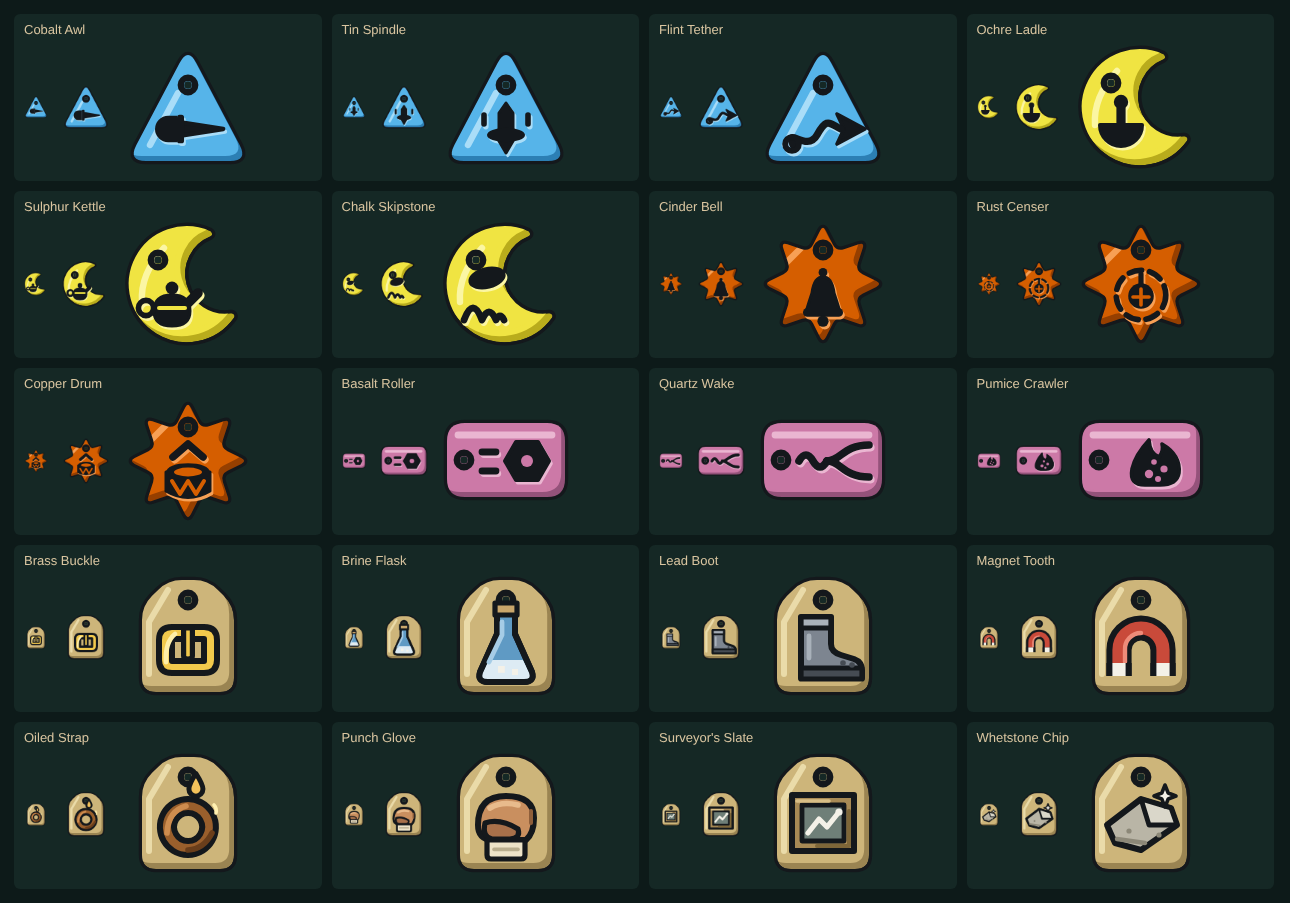 Cobalt Awl
Tin Spindle
Flint Tether
Ochre Ladle
Sulphur Kettle
Chalk Skipstone
Cinder Bell
Rust Censer
Copper Drum
Basalt Roller
Quartz Wake
Pumice Crawler
Brass Buckle
Brine Flask
Lead Boot
Magnet Tooth
Oiled Strap
Punch Glove
Surveyor's Slate
Whetstone Chip